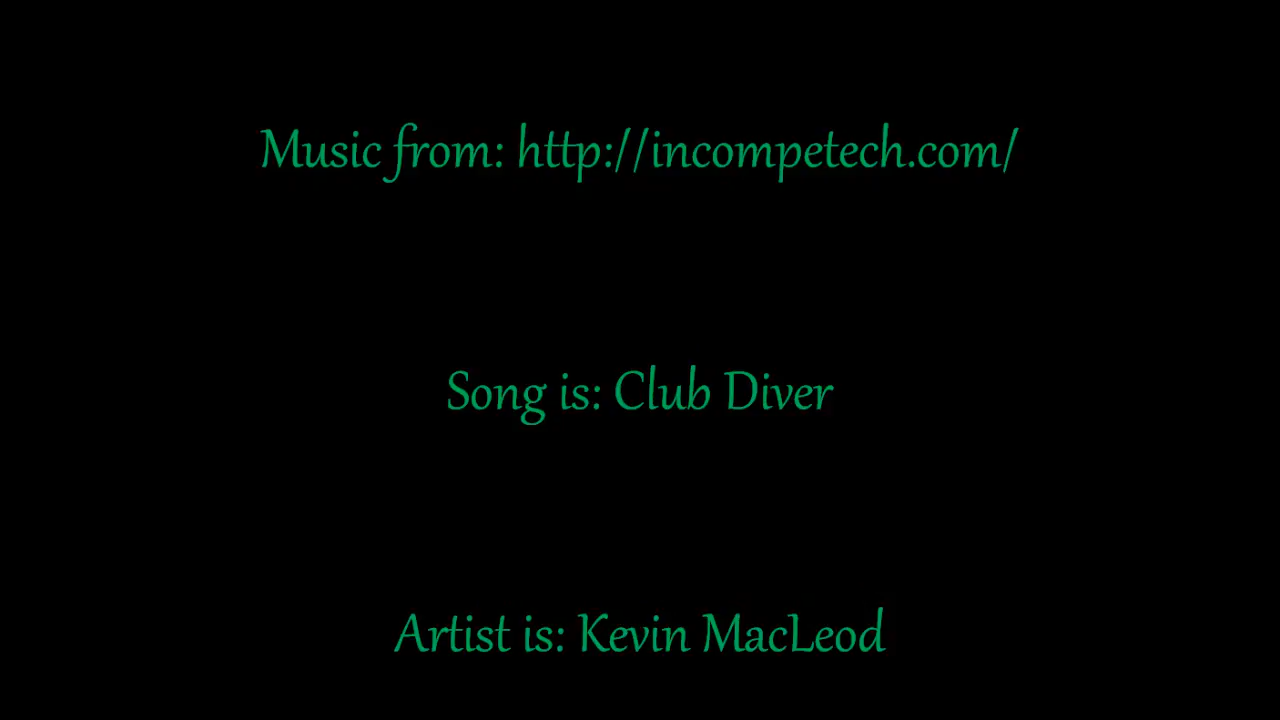 Music from: http://incompetech.com/
Song is: Club Diver
Artist is: Kevin MacLeod